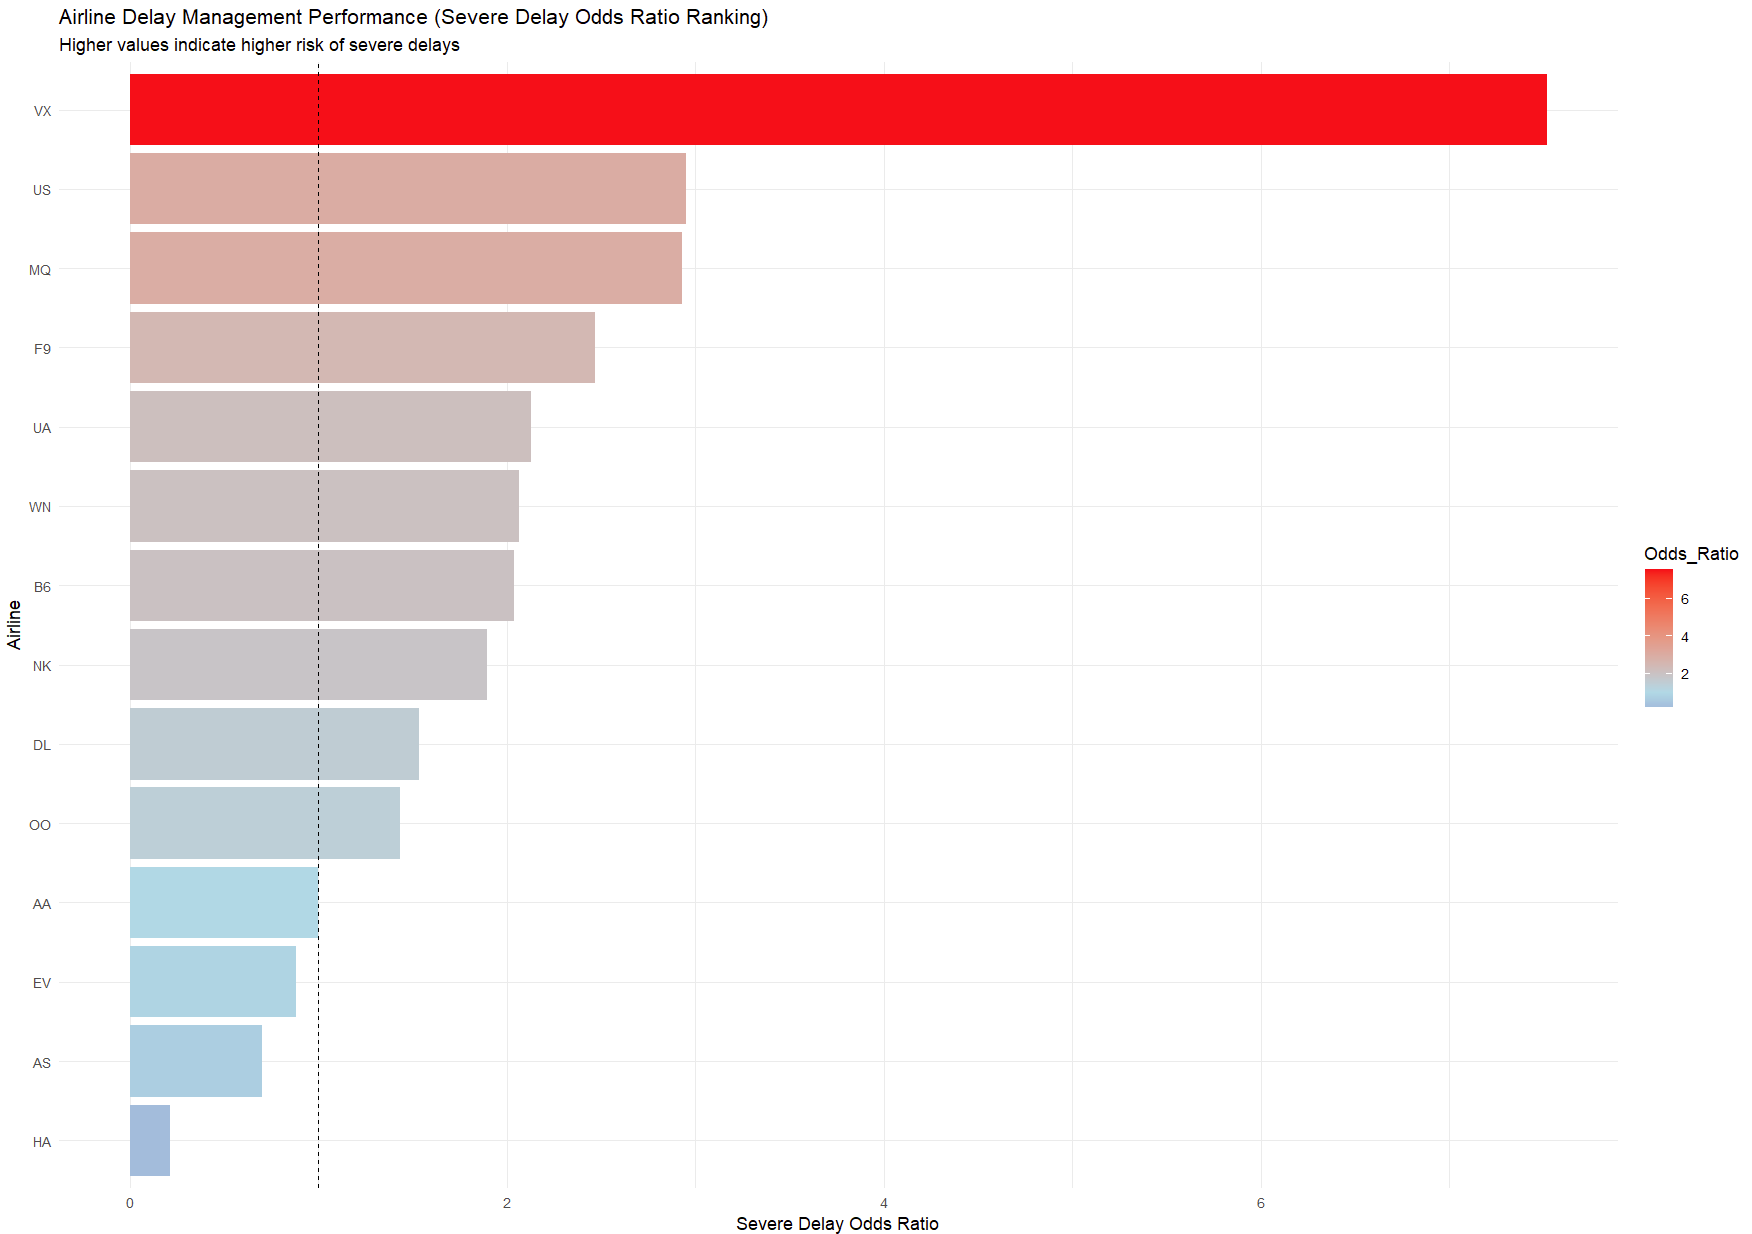 Airline Delay Management Performance (Severe Delay Odds Ratio Ranking)
Higher values indicate higher risk of severe delays
Airline
VX
US
MQ
F9
UA
WN
B6
NK
DL
OO
AA
EV
AS
HA
0 2 4 6
Severe Delay Odds Ratio
Odds_Ratio
6
4
2